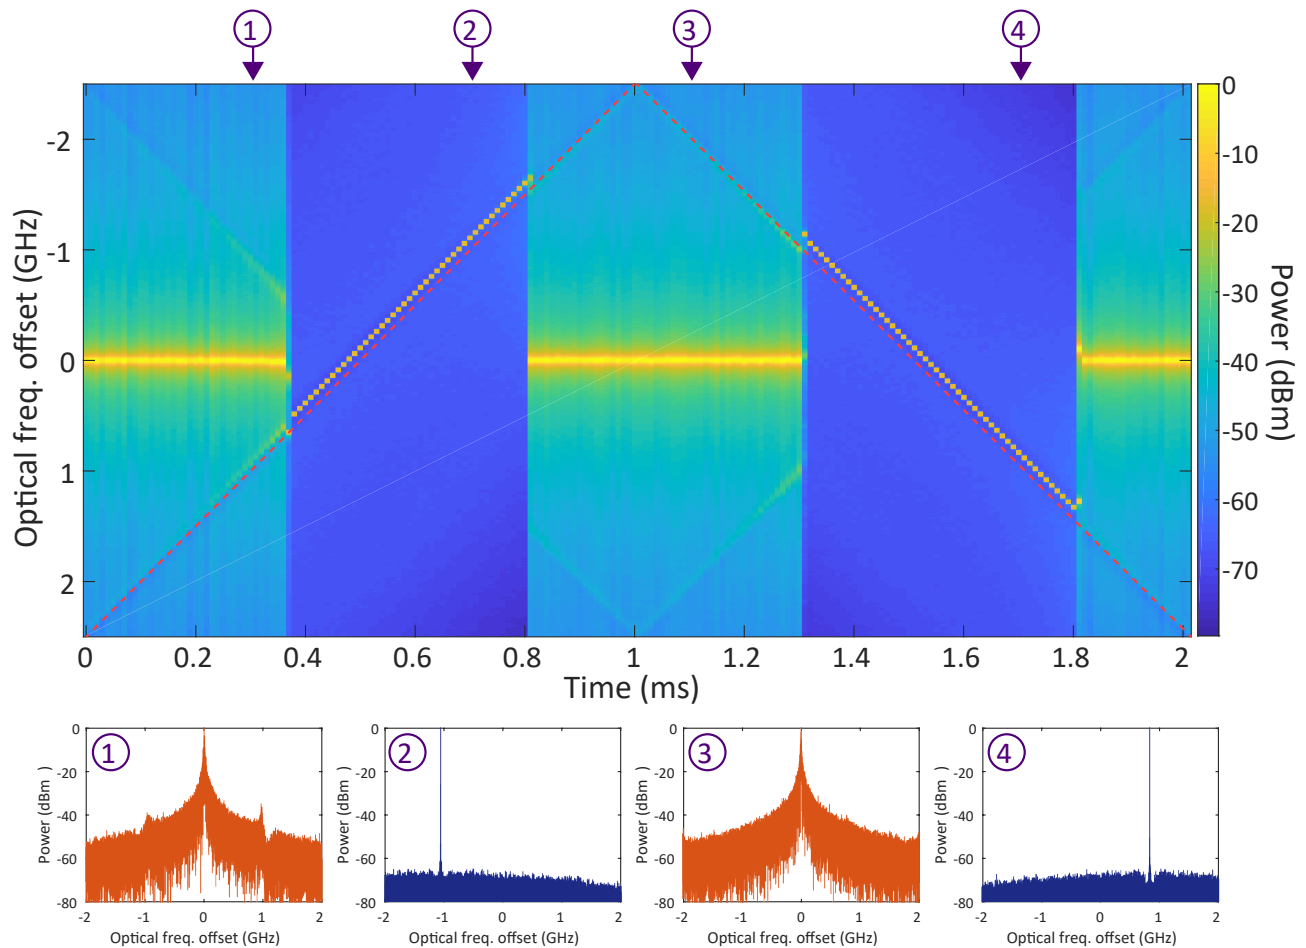 1 2 3 4
Optical freq. offset (GHz)
-2
-1
0
1
2
0 0.2 0.4 0.6 0.8 1 1.2 1.4 1.6 1.8 2
Time (ms)
0
-10
-20
-30
-40
-50
-60
-70
Power (dBm)
1
Power (dBm)
0
-20
-40
-60
-80
-2 -1 0 1 2
Optical freq. offset (GHz)
2
Power (dBm)
0
-20
-40
-60
-80
-2 -1 0 1 2
Optical freq. offset (GHz)
3
Power (dBm)
0
-20
-40
-60
-80
-2 -1 0 1 2
Optical freq. offset (GHz)
4
Power (dBm)
0
-20
-40
-60
-80
-2 -1 0 1 2
Optical freq. offset (GHz)